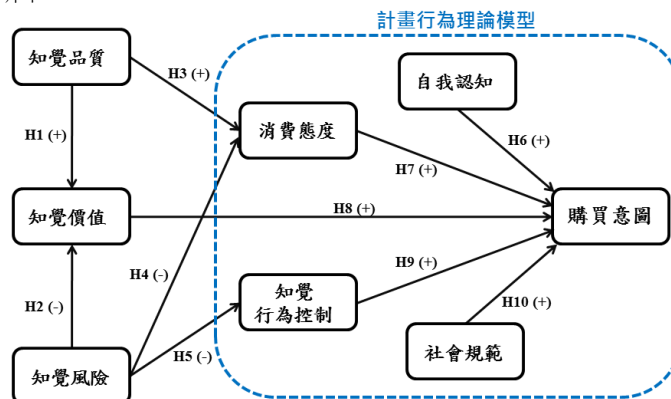 計畫行為理論模型
知覺品質
自我認知
H3 (+)
消費態度
H1 (+)
H6 (+)
H7 (+)
知覺價值
H8 (+)
購買意圖
H4 (-)
H9 (+)
知覺
行為控制
H2 (-)
H10 (+)
H5 (-)
社會規範
知覺風險